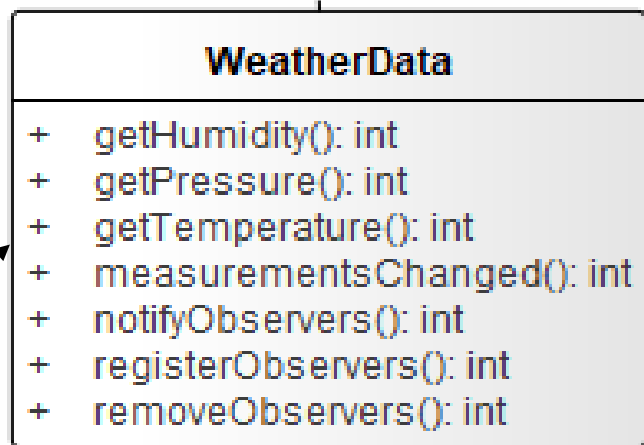 WeatherData
+ getHumidity(): int
+ getPressure(): int
+ getTemperature(): int
+ measurementsChanged(): int
+ notifyObservers(): int
+ registerObservers(): int
+ removeObservers(): int